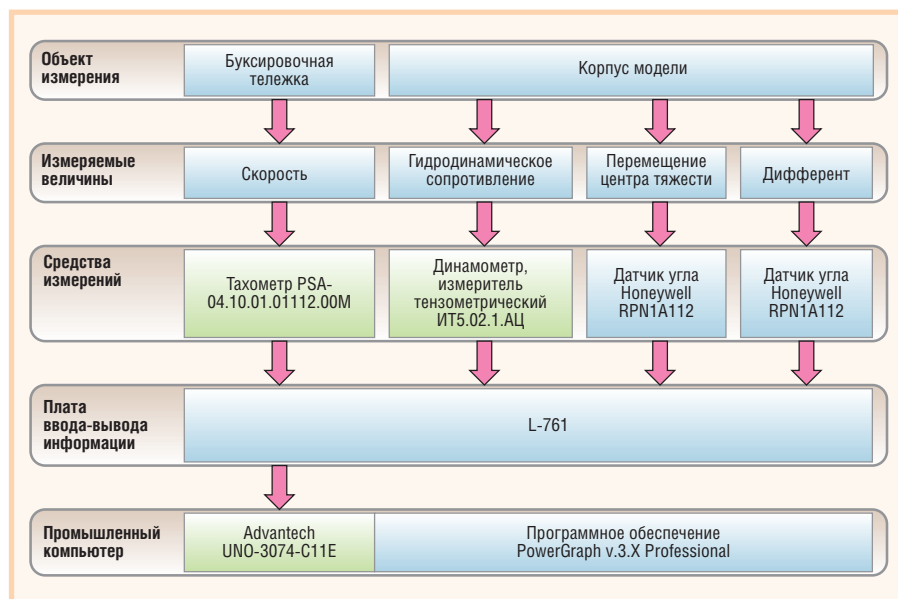 Объект
измерения
Буксировочная
тележка
Корпус модели
Измеряемые
величины
Скорость
Гидродинамическое
сопротивление
Перемещение
центра тяжести
Дифферент
Средства
измерений
Тахометр PSA-
04.10.01.01112.00М
Динамометр,
измеритель
тензометрический
ИТ5.02.1.АЦ
Датчик угла
Honeywell
RPN1A112
Датчик угла
Honeywell
RPN1A112
Плата
ввода-вывода
информации
L-761
Промышленный
компьютер
Advantech
UNO-3074-C11E
Программное обеспечение
PowerGraph v.3.X Professional